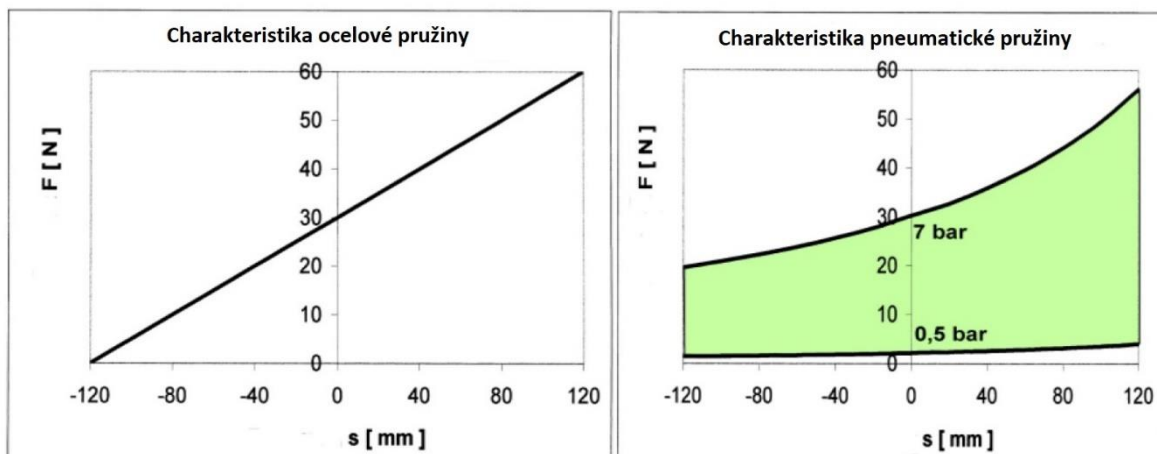 Charakteristika ocelové pružiny
F [ N ]
60
50
40
30
20
10
0
-120 -80 -40 0 40 80 120
s [ mm ]
Charakteristika pneumatické pružiny
F [ N ]
60
50
40
30
20
10
0
7 bar
0,5 bar
-120 -80 -40 0 40 80 120
s [ mm ]